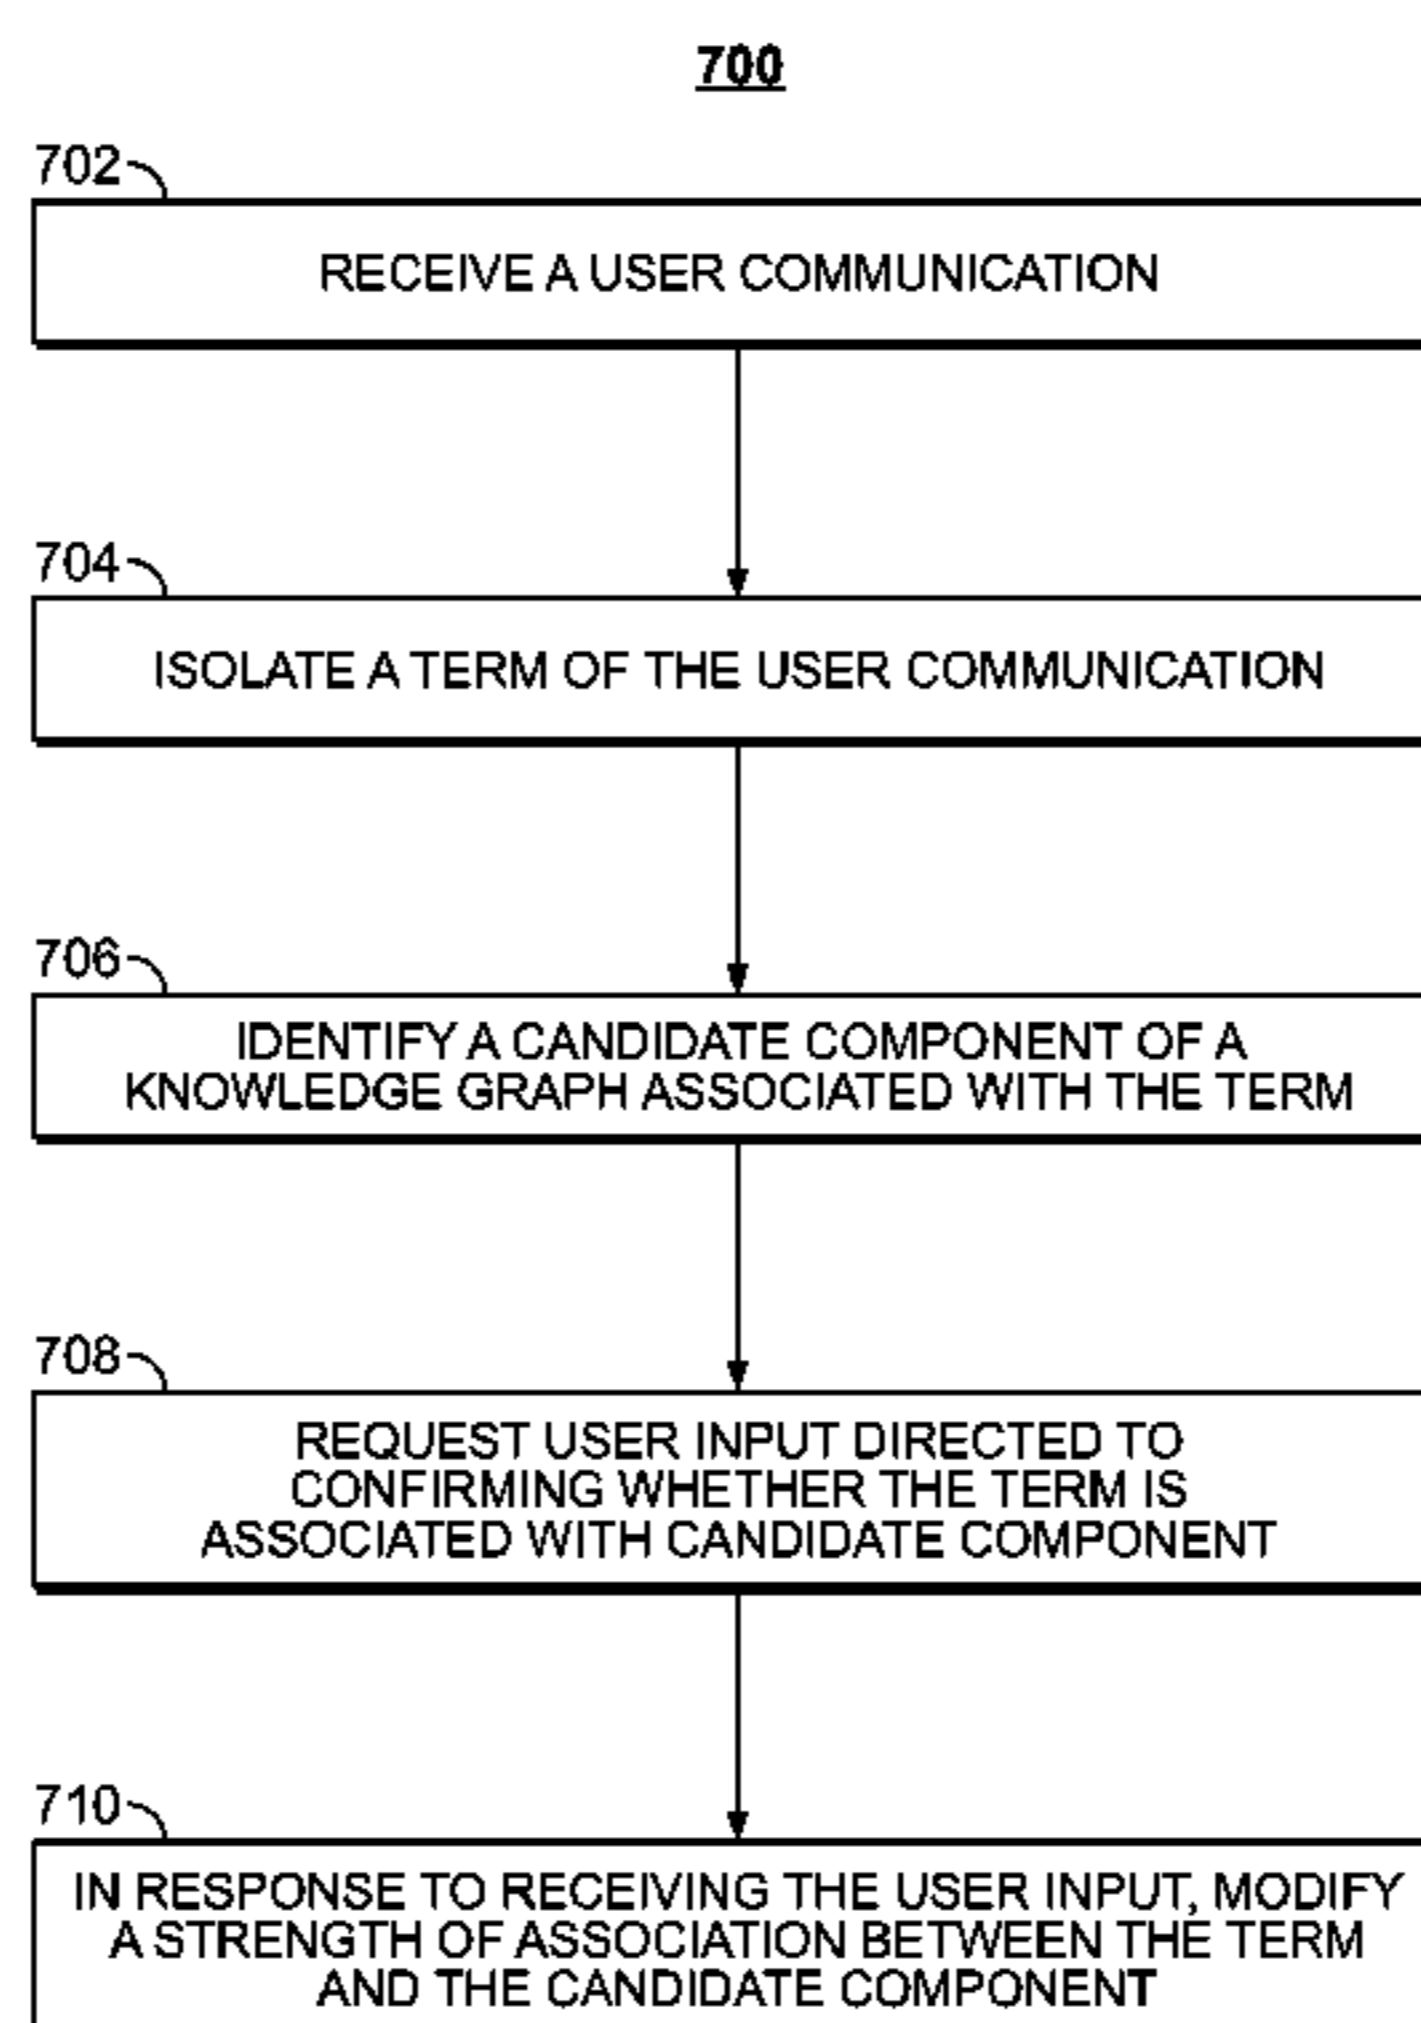 700
702
RECEIVE A USER COMMUNICATION
704
ISOLATE A TERM OF THE USER COMMUNICATION
706
IDENTIFY A CANDIDATE COMPONENT OF A
KNOWLEDGE GRAPH ASSOCIATED WITH THE TERM
708
REQUEST USER INPUT DIRECTED TO
CONFIRMING WHETHER THE TERM IS
ASSOCIATED WITH CANDIDATE COMPONENT
710
IN RESPONSE TO RECEIVING THE USER INPUT, MODIFY
A STRENGTH OF ASSOCIATION BETWEEN THE TERM
AND THE CANDIDATE COMPONENT